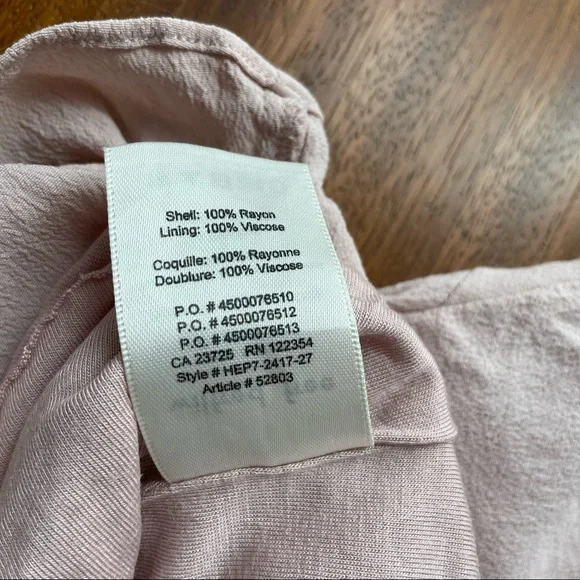 Shell: 100% Rayon
Lining: 100% Viscose
Coquille: 100% Rayonne
Doublure: 100% Viscose
P.O. # 4500076510
P.O. # 4500076512
P.O. # 4500076513
CA 23725 RN 122354
Style # HEP7-2417-27
Article # 52803